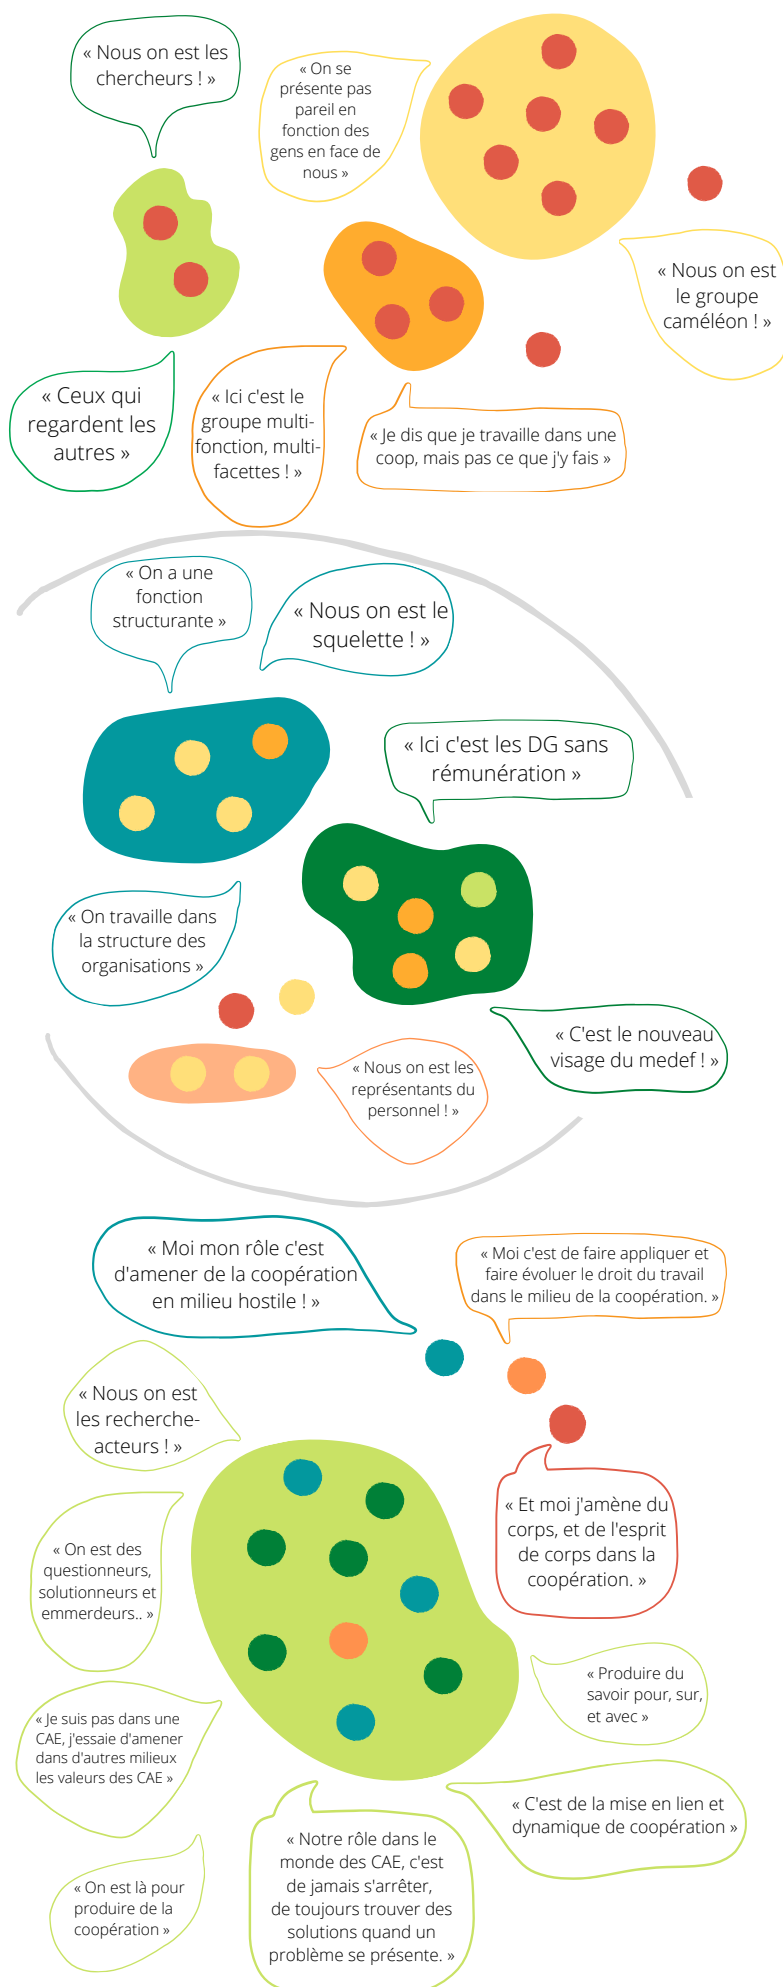 « Nous on est les
chercheurs ! »
« On se
présente pas
pareil en
fonction des
gens en face de
nous »
« Nous on est
le groupe
caméléon ! »
« Ceux qui
regardent les
autres »
« Ici c'est le
groupe multi-
fonction, multi-
facettes ! »
« Je dis que je travaille dans une
coop, mais pas ce que j'y fais »
« On a une
fonction
structurante »
« Nous on est le
squelette ! »
« Ici c'est les DG sans
rémunération »
« On travaille dans
la structure des
organisations »
« C'est le nouveau
visage du medef ! »
« Nous on est les
représentants du
personnel ! »
« Moi mon rôle c'est
d'amener de la coopération
en milieu hostile ! »
« Moi c'est de faire appliquer et
faire évoluer le droit du travail
dans le milieu de la coopération. »
« Nous on est
les recherche-
acteurs ! »
« Et moi j'amène du
corps, et de l'esprit
de corps dans la
coopération. »
« On est des
questionneurs,
solutionneurs et
emmerdeurs.. »
« Produire du
savoir pour, sur,
et avec »
« Je suis pas dans une
CAE, j'essaie d'amener
dans d'autres milieux
les valeurs des CAE »
« C'est de la mise en lien et
dynamique de coopération »
« Notre rôle dans le
monde des CAE, c'est
de jamais s'arrêter,
de toujours trouver des
solutions quand un
problème se présente. »
« On est là pour
produire de la
coopération »